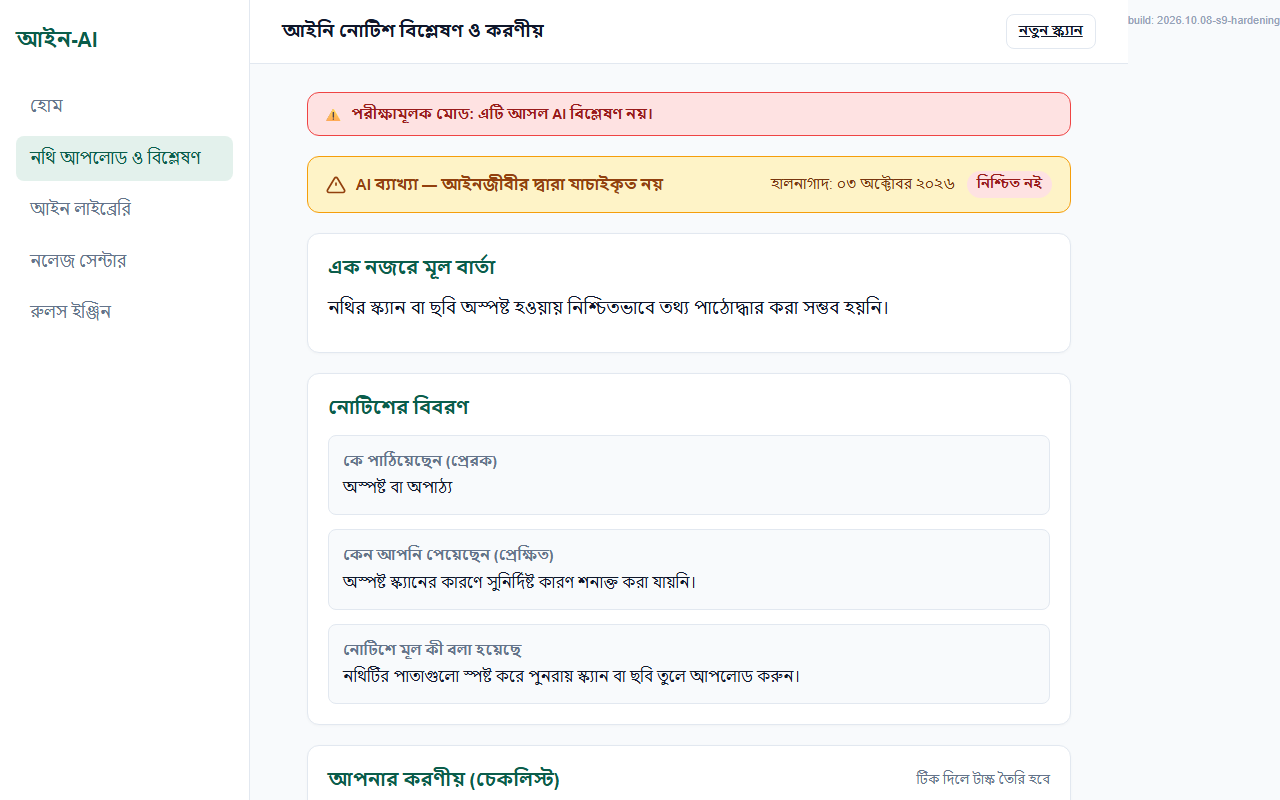 আইন-AI
হোম
নথি আপলোড ও বিশ্লেষণ
আইন লাইব্রেরি
নলেজ সেন্টার
রুলস ইঞ্জিন
আইনি নোটিশ বিশ্লেষণ ও করণীয়
নতুন স্ক্যান
build: 2026.10.08-s9-hardening
পরীক্ষামূলক মোড: এটি আসল AI বিশ্লেষণ নয়।
AI ব্যাখ্যা — আইনজীবীর দ্বারা যাচাইকৃত নয়
হালনাগাদ: ০৩ অক্টোবর ২০২৬
নিশ্চিত নই
এক নজরে মূল বার্তা
নথির স্ক্যান বা ছবি অস্পষ্ট হওয়ায় নিশ্চিতভাবে তথ্য পাঠোদ্ধার করা সম্ভব হয়নি।
নোটিশের বিবরণ
কে পাঠিয়েছেন (প্রেরক)
অস্পষ্ট বা অপাঠ্য
কেন আপনি পেয়েছেন (প্রেক্ষিত)
অস্পষ্ট স্ক্যানের কারণে সুনির্দিষ্ট কারণ শনাক্ত করা যায়নি।
নোটিশে মূল কী বলা হয়েছে
নথিটির পাতাগুলো স্পষ্ট করে পুনরায় স্ক্যান বা ছবি তুলে আপলোড করুন।
আপনার করণীয় (চেকলিস্ট)
টিক দিলে টাস্ক তৈরি হবে